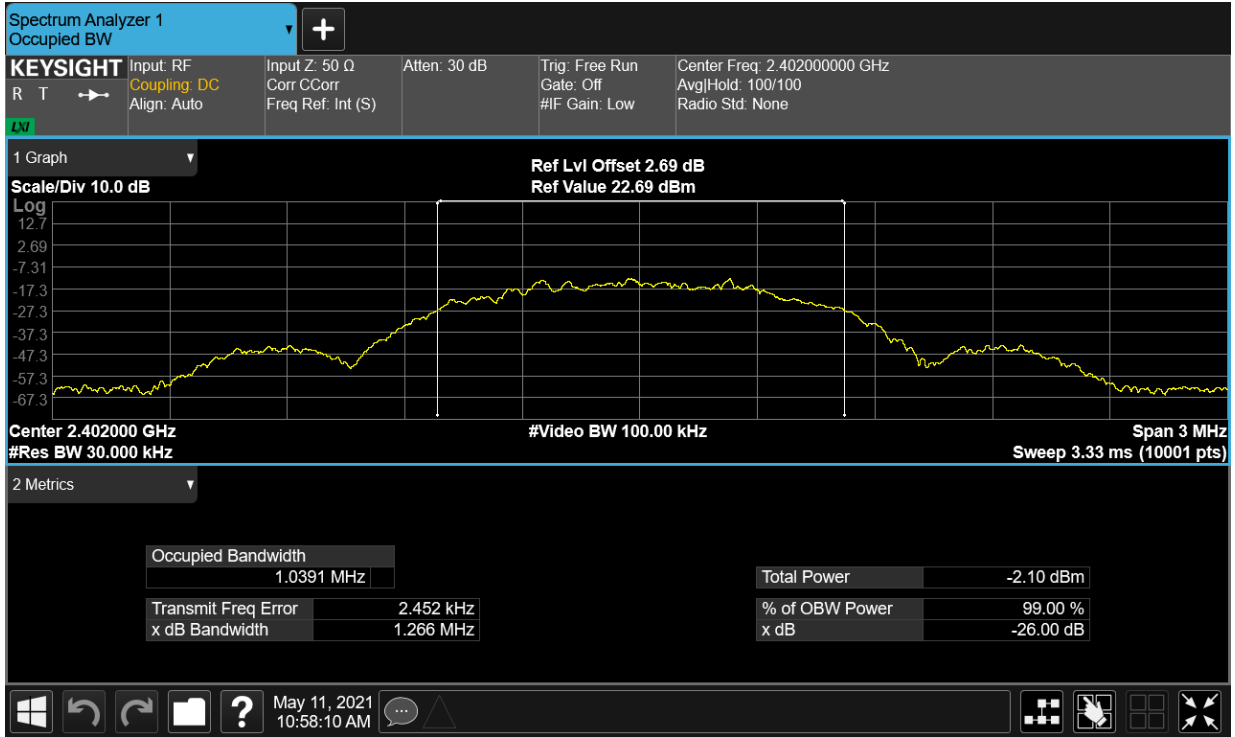 Spectrum Analyzer 1
Occupied BW
KEYSIGHT
R T
LXI
Input: RF
Coupling: DC
Align: Auto
Input Z: 50 Ω
Corr CCorr
Freq Ref: Int (S)
Atten: 30 dB
Trig: Free Run
Gate: Off
#IF Gain: Low
Center Freq: 2.402000000 GHz
Avg|Hold: 100/100
Radio Std: None
1 Graph
Scale/Div 10.0 dB
Ref Lvl Offset 2.69 dB
Ref Value 22.69 dBm
Log
12.7
2.69
-7.31
-17.3
-27.3
-37.3
-47.3
-57.3
-67.3
Center 2.402000 GHz
#Res BW 30.000 kHz
#Video BW 100.00 kHz
Span 3 MHz
Sweep 3.33 ms (10001 pts)
2 Metrics
Occupied Bandwidth
1.0391 MHz
Transmit Freq Error 2.452 kHz
x dB Bandwidth 1.266 MHz
Total Power -2.10 dBm
% of OBW Power 99.00 %
x dB -26.00 dB
?
May 11, 2021
10:58:10 AM